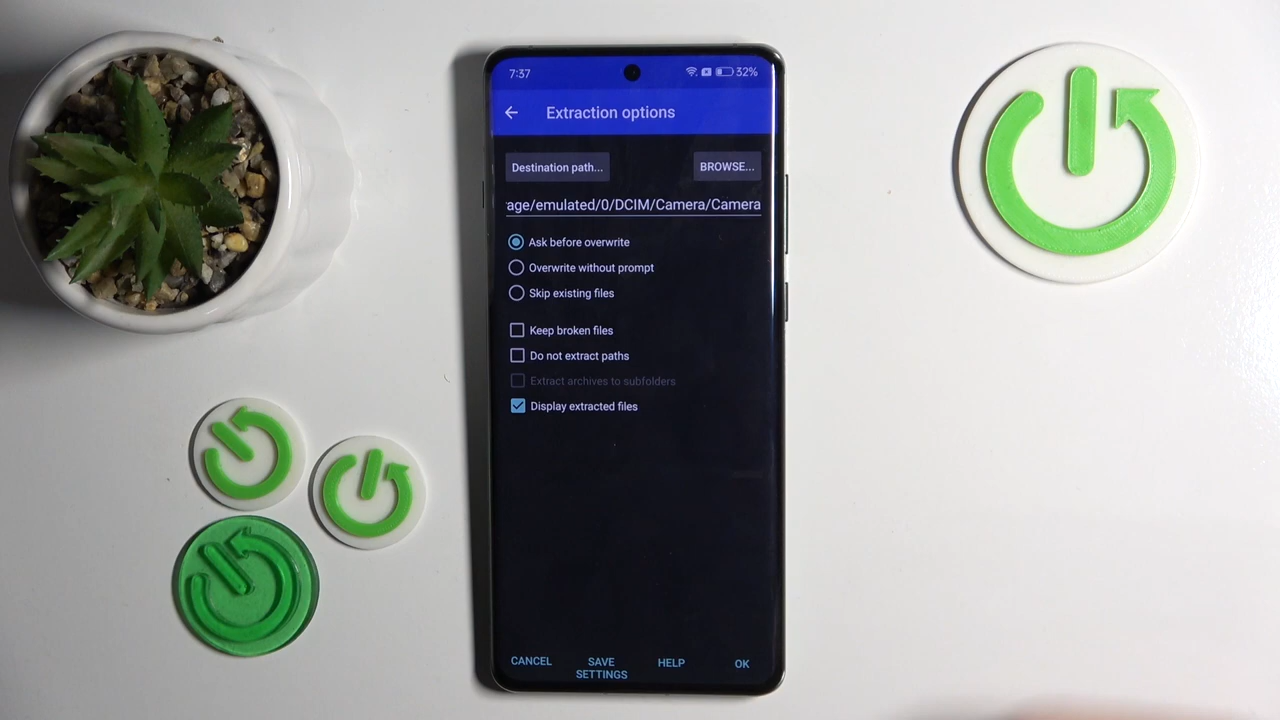 7:37
32%
Extraction options
Destination path...
BROWSE...
age/emulated/0/DCIM/Camera/Camera
Ask before overwrite
Overwrite without prompt
Skip existing files
Keep broken files
Do not extract paths
Extract archives to subfolders
Display extracted files
CANCEL
SAVE SETTINGS
HELP
OK